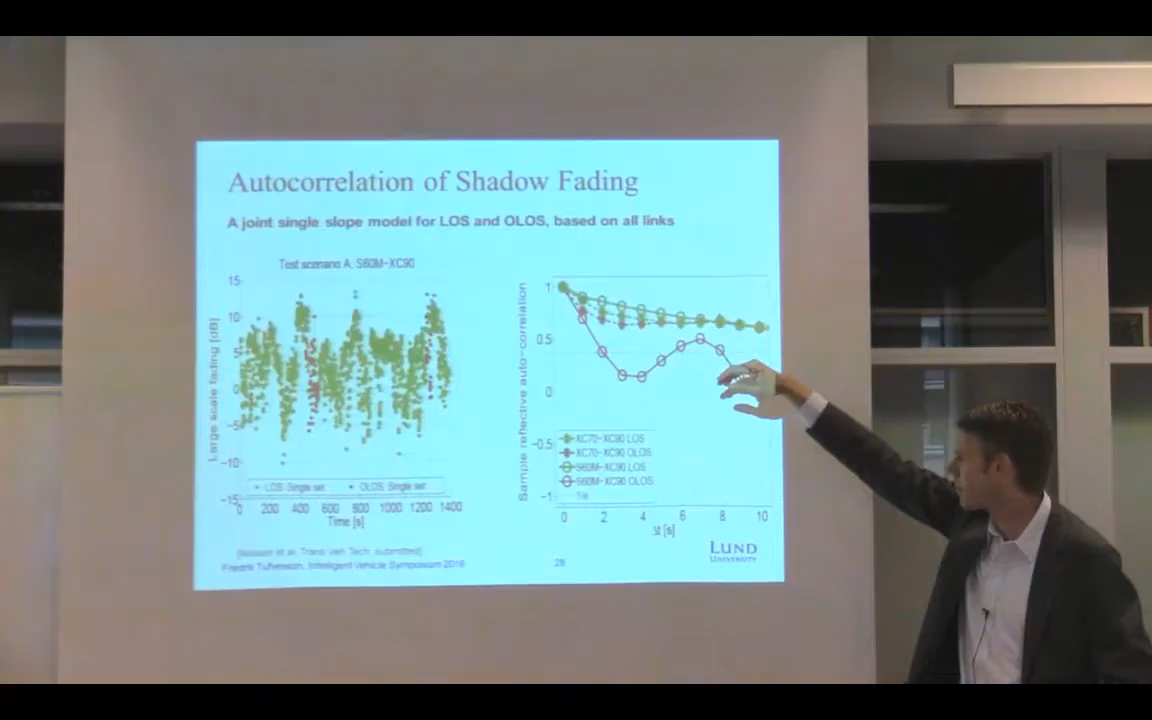 Autocorrelation of Shadow Fading
A joint single slope model for LOS and OLOS, based on all links
Test scenario A, S60M-XC90
Large scale fading [dB]
15
10
5
0
-5
-10
-15
LOS: Single set
OLOS: Single set
0 200 400 600 800 1000 1200 1400
Time [s]
Sample reflective auto-correlation
1
0.5
0
-0.5
-1
XC70-XC90 LOS
XC70-XC90 OLOS
S60M-XC90 LOS
S60M-XC90 OLOS
1/e
0 2 4 6 8 10
Δt [s]
Trans Veh Tech. submitted]
Fredrik Tufvesson, Intelligent Vehicle Symposium 2016
28
LUND
UNIVERSITY